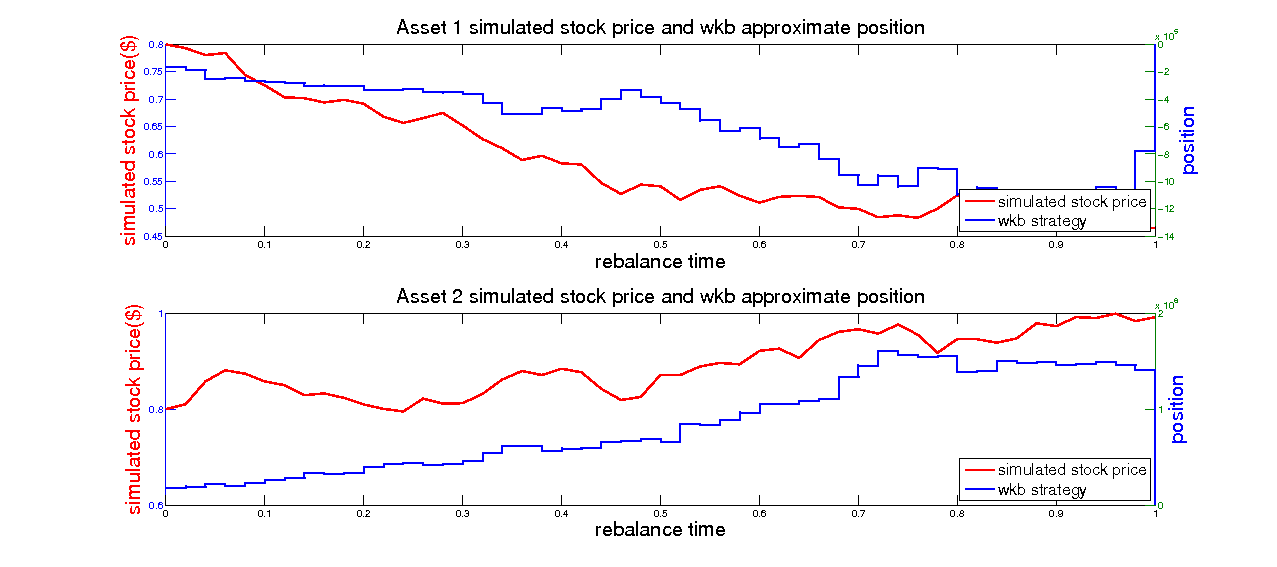 Asset 1 simulated stock price and wkb approximate position
simulated stock price($)
0.8
0.75
0.7
0.65
0.6
0.55
0.5
0.45
x 10^5
0
-2
-4
-6
-8
-10
-12
-14
position
simulated stock price
wkb strategy
0 0.1 0.2 0.3 0.4 0.5 0.6 0.7 0.8 0.9 1
rebalance time
Asset 2 simulated stock price and wkb approximate position
simulated stock price($)
1
0.8
0.6
2
1
0
position
simulated stock price
wkb strategy
0 0.1 0.2 0.3 0.4 0.5 0.6 0.7 0.8 0.9 1
rebalance time